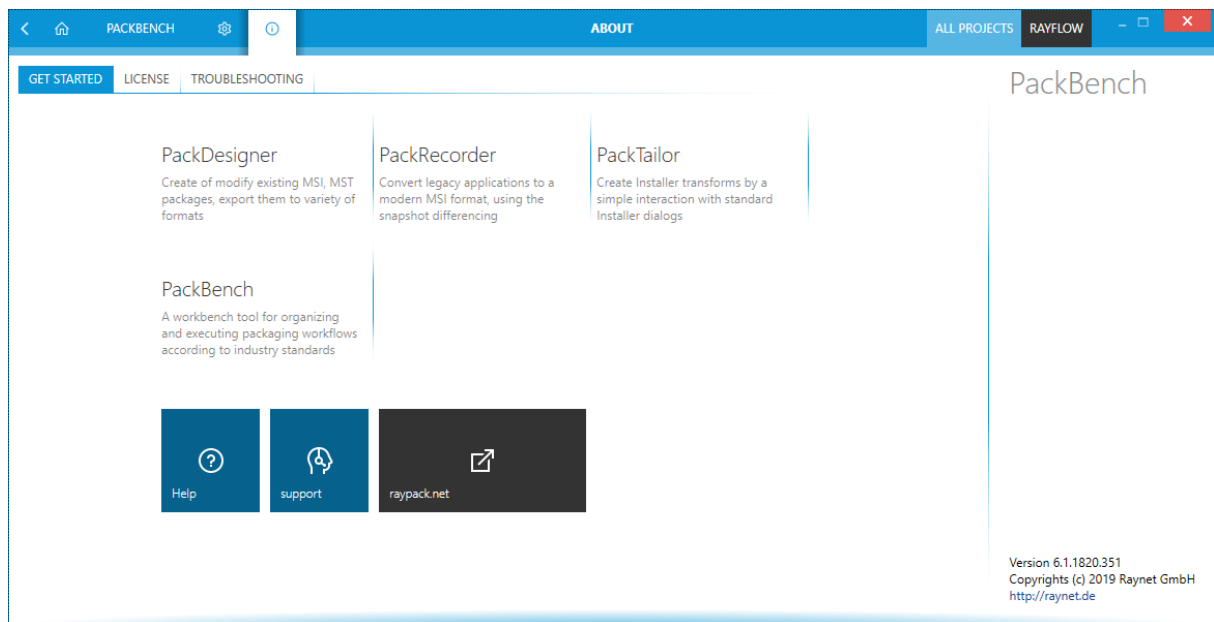 PACKBENCH
ABOUT
ALL PROJECTS
RAYFLOW
GET STARTED
LICENSE
TROUBLESHOOTING
PackBench
PackDesigner
Create of modify existing MSI, MST
packages, export them to variety of
formats
PackRecorder
Convert legacy applications to a
modern MSI format, using the
snapshot differencing
PackTailor
Create Installer transforms by a
simple interaction with standard
Installer dialogs
PackBench
A workbench tool for organizing
and executing packaging workflows
according to industry standards
Help
support
raypack.net
Version 6.1.1820.351
Copyrights (c) 2019 Raynet GmbH
http://raynet.de